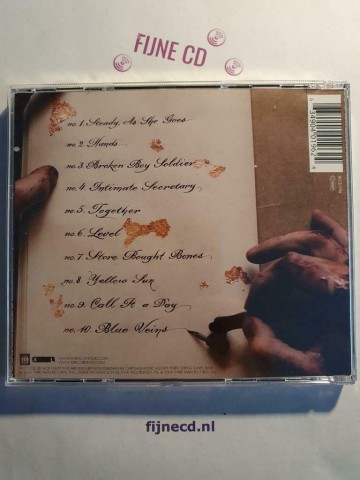 FIJNE CD
no. 1 Steady, As She Goes
no. 2 Hands
no. 3 Broken Boy Soldier
no. 4 Intimate Secretary
no. 5. Together
no. 6. Level
no. 7 Store Bought Bones
no. 8 Yellow Sun
no. 9. Call It a Day
no. 10 Blue Veins
fijnecd.nl